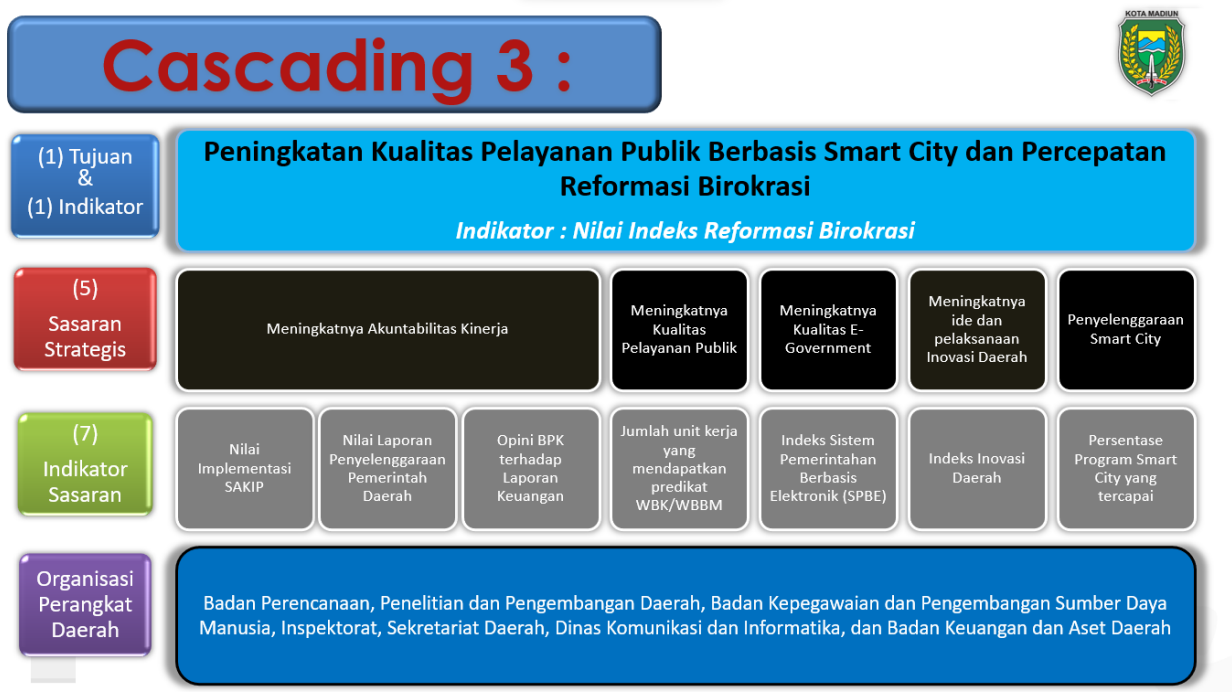 KOTA MADIUN
Cascading 3 :
(1) Tujuan
&
(1) Indikator
Peningkatan Kualitas Pelayanan Publik Berbasis Smart City dan Percepatan
Reformasi Birokrasi
Indikator : Nilai Indeks Reformasi Birokrasi
(5)
Sasaran
Strategis
Meningkatnya Akuntabilitas Kinerja
Meningkatnya
Kualitas
Pelayanan Publik
Meningkatnya
Kualitas E-
Government
Meningkatnya
ide dan
pelaksanaan
Inovasi Daerah
Penyelenggaraan
Smart City
(7)
Indikator
Sasaran
Nilai
Implementasi
SAKIP
Nilai Laporan
Penyelenggaraan
Pemerintah
Daerah
Opini BPK
terhadap
Laporan
Keuangan
Jumlah unit kerja
yang
mendapatkan
predikat
WBK/WBBM
Indeks Sistem
Pemerintahan
Berbasis
Elektronik (SPBE)
Indeks Inovasi
Daerah
Persentase
Program Smart
City yang
tercapai
Organisasi
Perangkat
Daerah
Badan Perencanaan, Penelitian dan Pengembangan Daerah, Badan Kepegawaian dan Pengembangan Sumber Daya
Manusia, Inspektorat, Sekretariat Daerah, Dinas Komunikasi dan Informatika, dan Badan Keuangan dan Aset Daerah